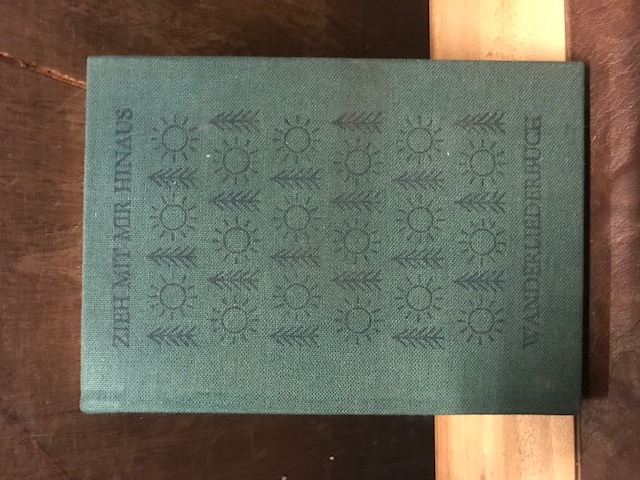 ZIEH MIT MIR HINAUS
WANDERLIEDERBUCH